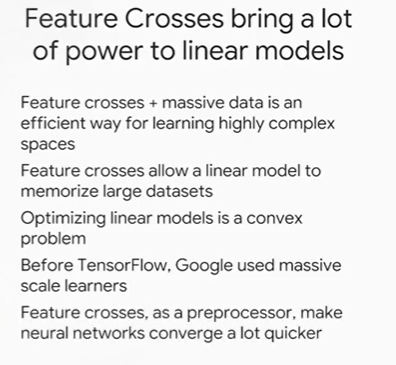 Feature Crosses bring a lot
of power to linear models
Feature crosses + massive data is an
efficient way for learning highly complex
spaces
Feature crosses allow a linear model to
memorize large datasets
Optimizing linear models is a convex
problem
Before TensorFlow, Google used massive
scale learners
Feature crosses, as a preprocessor, make
neural networks converge a lot quicker